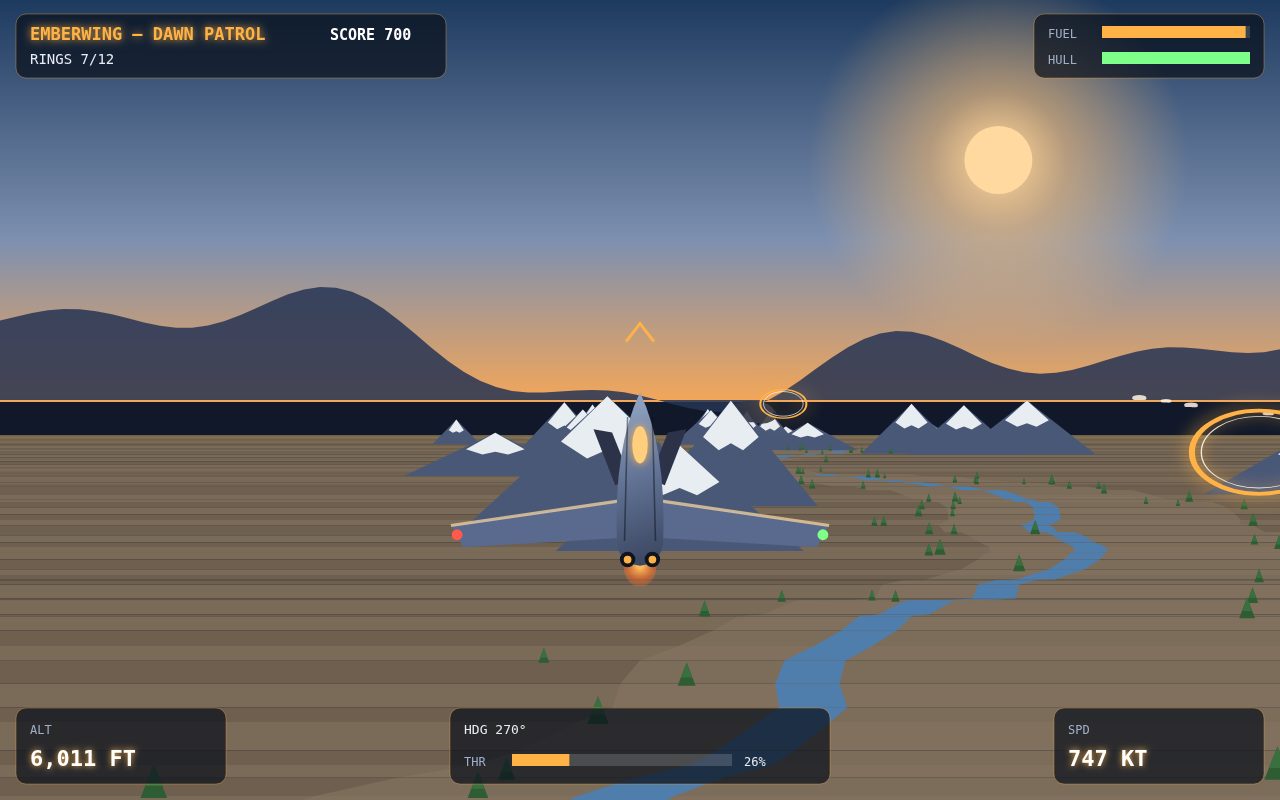 EMBERWING — DAWN PATROL SCORE 700
RINGS 7/12
FUEL
HULL
ALT
6,011 FT
HDG 270°
THR 26%
SPD
747 KT